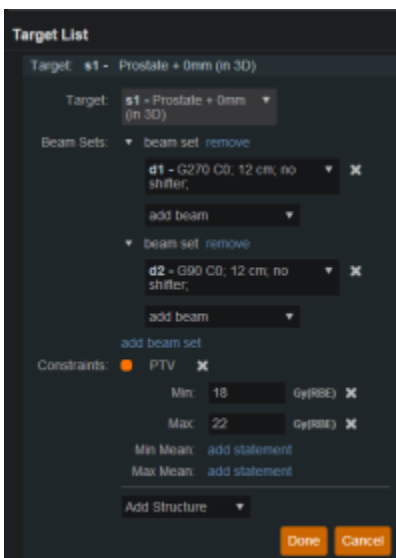 Target List
Target: s1 - Prostate + 0mm (in 3D)
Target: s1 - Prostate + 0mm
(in 3D)
Beam Sets: beam set remove
d1 - G270 C0; 12 cm; no
shifter;
add beam
beam set remove
d2 - G90 C0; 12 cm; no
shifter;
add beam
add beam set
Constraints: PTV
Min: 18 Gy(RBE)
Max: 22 Gy(RBE)
Min Mean: add statement
Max Mean: add statement
Add Structure
Done Cancel